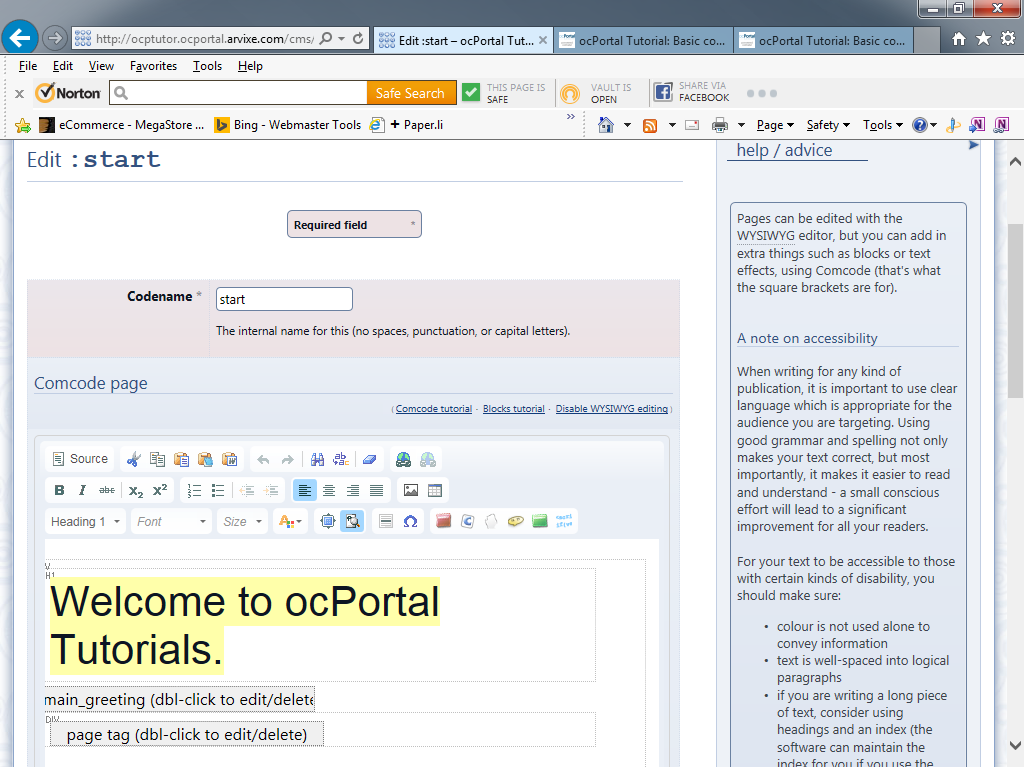 http://ocptutor.ocportal.arvixe.com/cms/
Edit :start – ocPortal Tut...
ocPortal Tutorial: Basic co...
ocPortal Tutorial: Basic co...
File Edit View Favorites Tools Help
Norton
Safe Search
THIS PAGE IS
SAFE
VAULT IS
OPEN
SHARE VIA
FACEBOOK
eCommerce - MegaStore ...
Bing - Webmaster Tools
+ Paper.li
Page
Safety
Tools
Edit :start
Required field *
Codename *
start
The internal name for this (no spaces, punctuation, or capital letters).
Comcode page
( Comcode tutorial · Blocks tutorial · Disable WYSIWYG editing )
Source
B I abc X₂ X²
Heading 1
Font
Size
H1
Welcome to ocPortal
Tutorials.
main_greeting (dbl-click to edit/delete
DIV
page tag (dbl-click to edit/delete)
help / advice
Pages can be edited with the
WYSIWYG editor, but you can add in
extra things such as blocks or text
effects, using Comcode (that's what
the square brackets are for).
A note on accessibility
When writing for any kind of
publication, it is important to use clear
language which is appropriate for the
audience you are targeting. Using
good grammar and spelling not only
makes your text correct, but most
importantly, it makes it easier to read
and understand - a small conscious
effort will lead to a significant
improvement for all your readers.
For your text to be accessible to those
with certain kinds of disability, you
should make sure:
• colour is not used alone to
convey information
• text is well-spaced into logical
paragraphs
• if you are writing a long piece
of text, consider using
headings and an index (the
software can maintain the
index for you if you use the